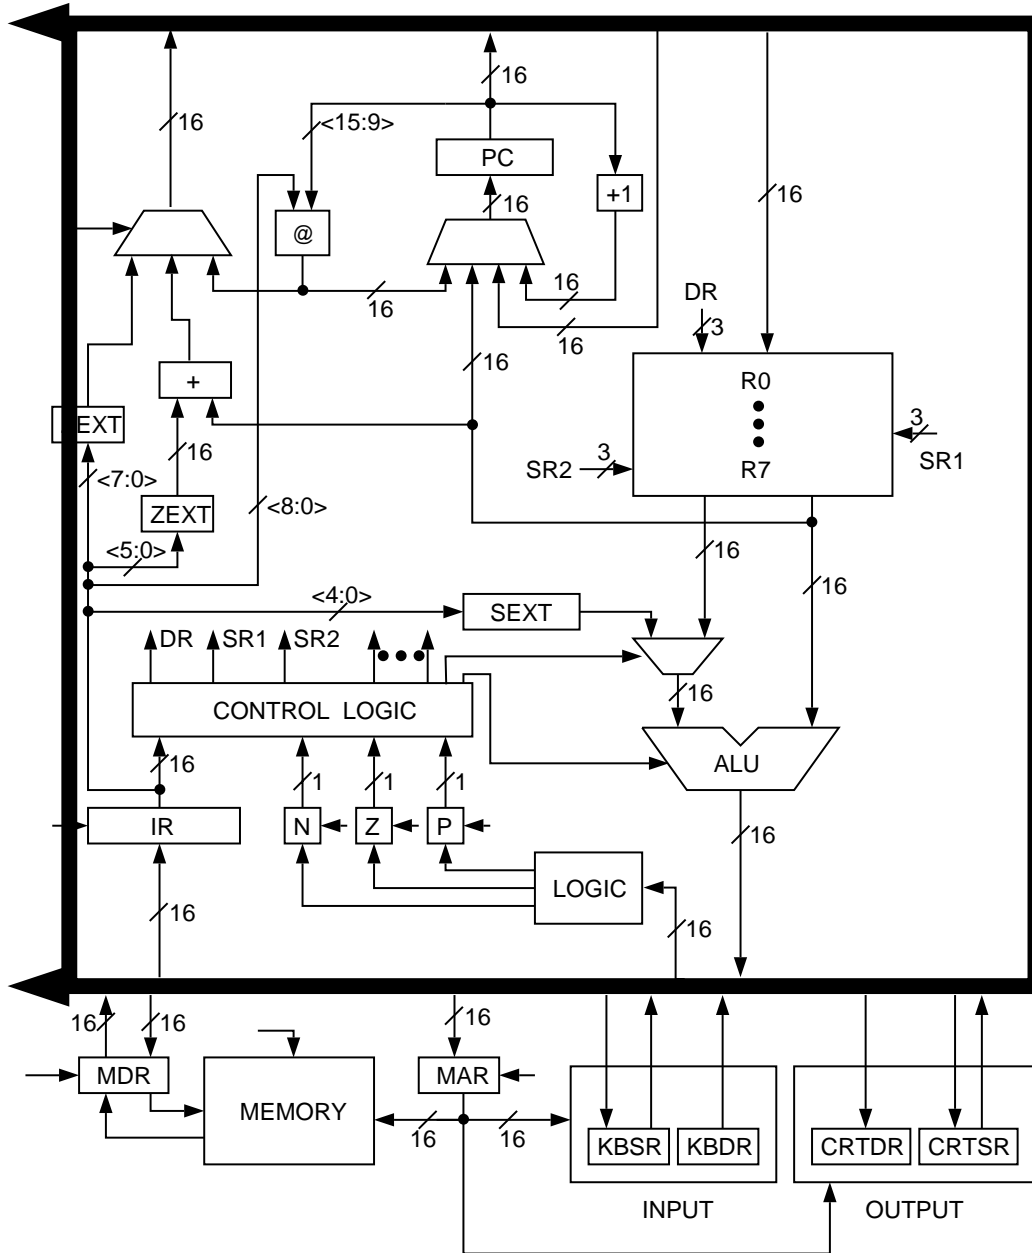 16
16 <15:9>
PC
16 +1 16
@
16
16 16
DR
3
16
+
R0
EXT
16
3
R7
SR2 3
SR1
<7:0>
ZEXT
<8:0>
<5:0>
16
16
<4:0>
SEXT
DR SR1 SR2
16
CONTROL LOGIC
16 1 1 1
ALU
IR N Z P
16
LOGIC
16 16
16 16 16
MDR MAR
MEMORY
16 16
KBSR KBDR CRTDR CRTSR
INPUT OUTPUT